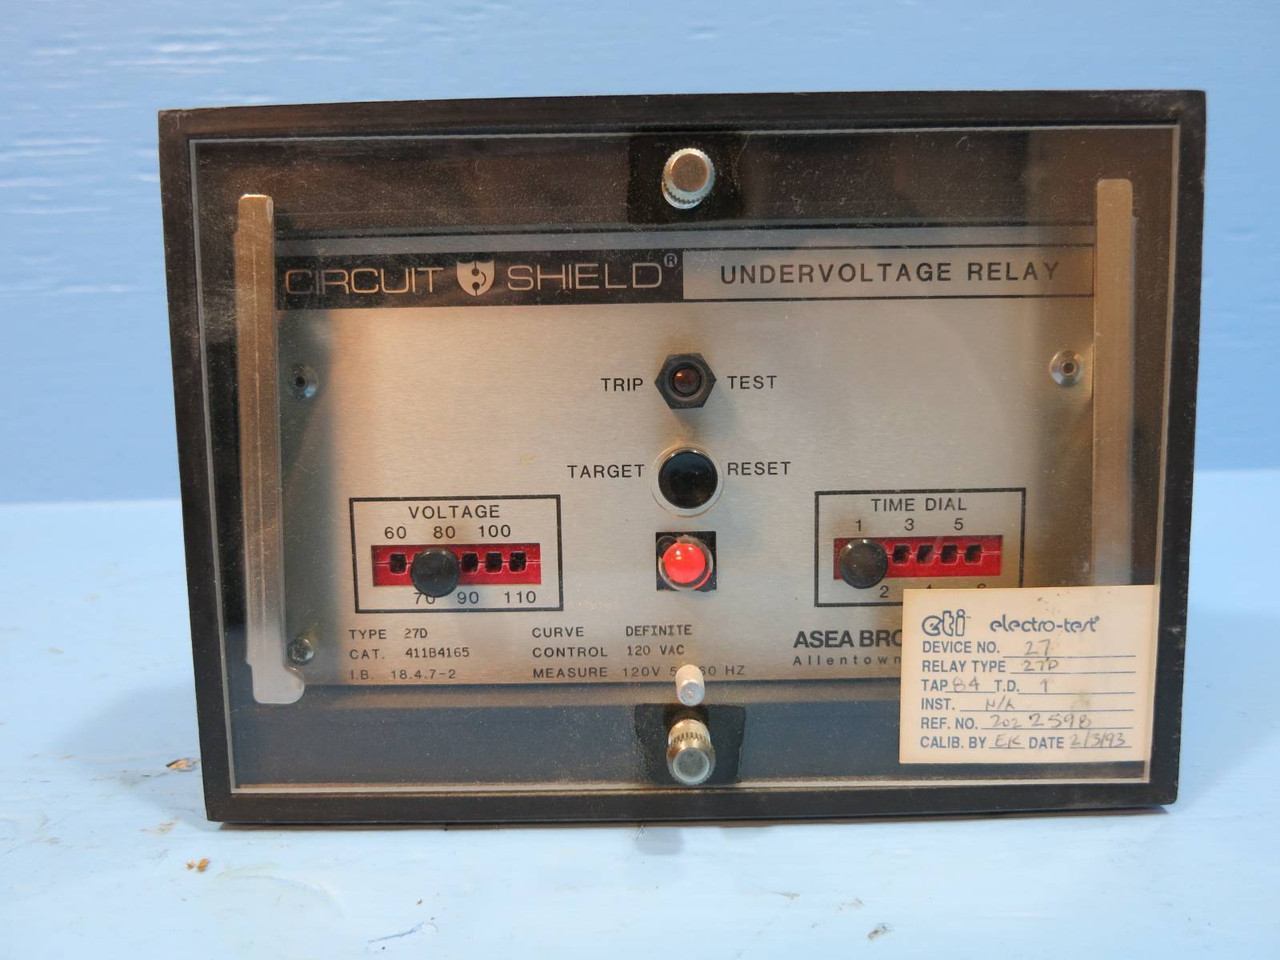 CIRCUIT SHIELD®
UNDERVOLTAGE RELAY
TRIP TEST
TARGET RESET
VOLTAGE
60 80 100
70 90 110
TIME DIAL
1 3 5
2
TYPE 27D
CAT. 411B4165
I.B. 18.4.7-2
CURVE DEFINITE
CONTROL 120 VAC
MEASURE 120V 60 HZ
ASEA BRO
Allentown
eti electro-test
DEVICE NO. 27
RELAY TYPE 27D
TAP 84 T.D. 1
INST. N/A
REF. NO. 202 2598
CALIB. BY EK DATE 2/3/93